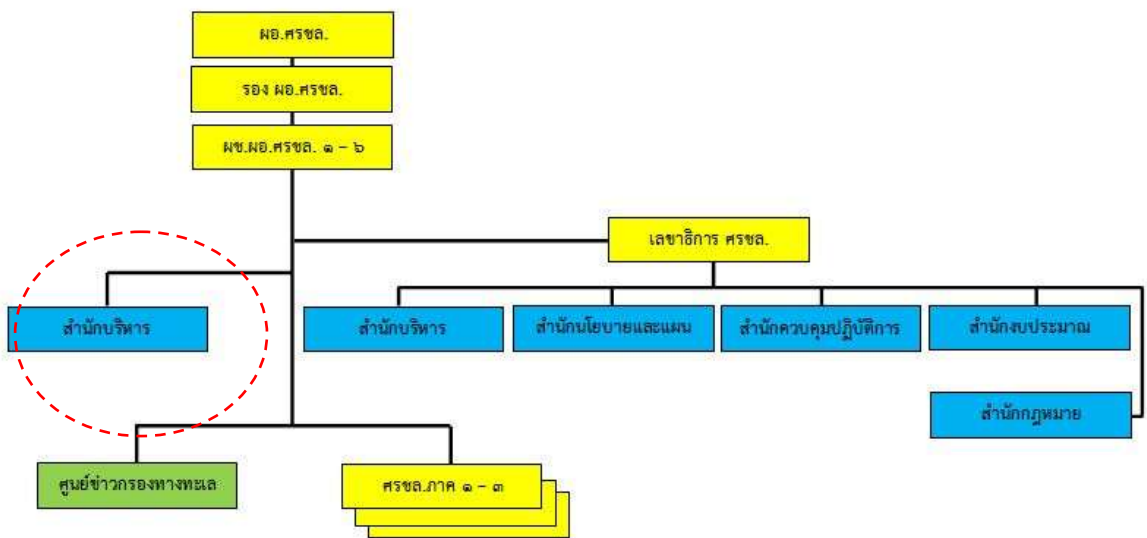 ผอ.ศรชล.
รอง ผอ.ศรชล.
ผช.ผอ.ศรชล. ๑ - ๖
เลขาธิการ ศรชล.
สำนักบริหาร
สำนักบริหาร
สำนักนโยบายและแผน
สำนักควบคุมปฏิบัติการ
สำนักงบประมาณ
สำนักกฎหมาย
ศูนย์ข่าวกรองทางทะเล
ศรชล.ภาค ๑ - ๓